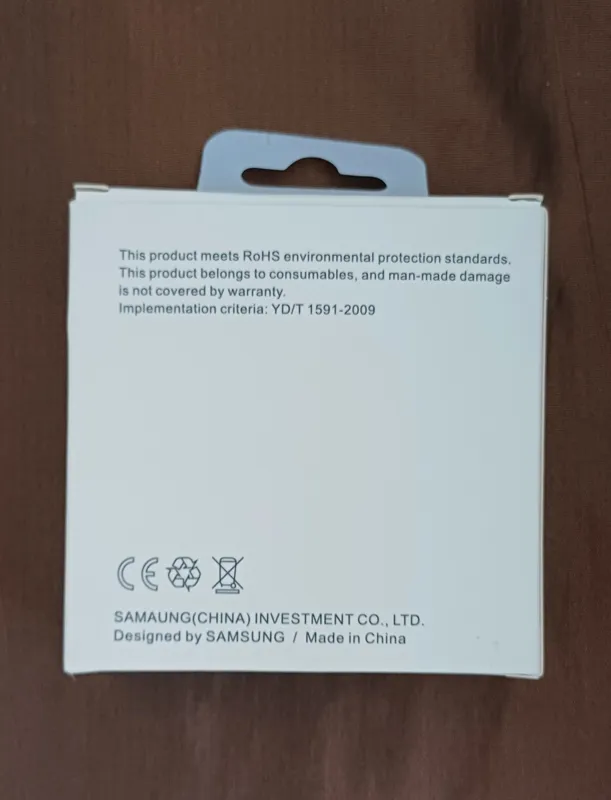 This product meets RoHS environmental protection standards.
This product belongs to consumables, and man-made damage
is not covered by warranty.
Implementation criteria: YD/T 1591-2009
CE
SAMAUNG(CHINA) INVESTMENT CO., LTD.
Designed by SAMSUNG / Made in China